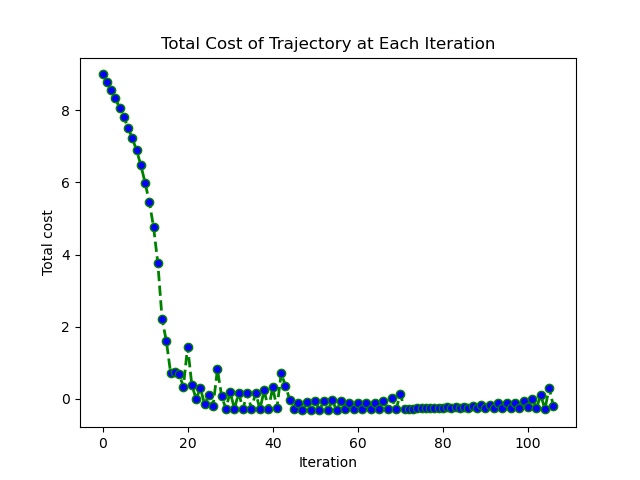 Total Cost of Trajectory at Each Iteration
Total cost
8
6
4
2
0
0 20 40 60 80 100
Iteration